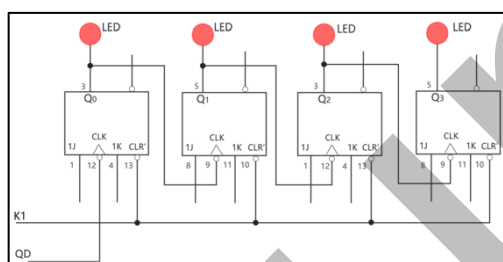 LED LED LED LED
3 5 3 5
Q0 Q1 Q2 Q3
CLK CLK CLK CLK
1J 1K CLR' 1J 1K CLR' 1J 1K CLR' 1J 1K CLR'
1 12 4 13 8 9 11 10 1 12 4 13 8 9 11 10
K1
QD